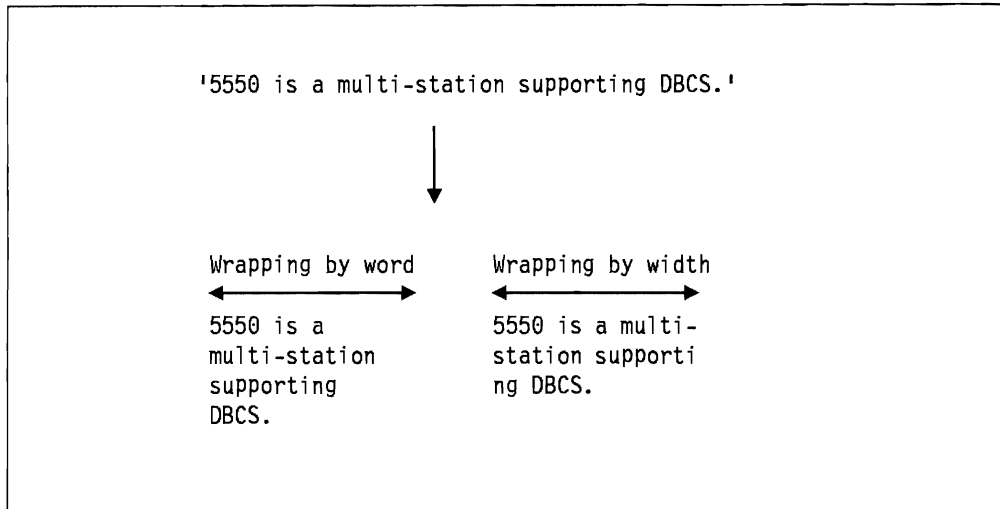 '5550 is a multi-station supporting DBCS.'
Wrapping by word
5550 is a
multi-station
supporting
DBCS.
Wrapping by width
5550 is a multi-
station supporti
ng DBCS.